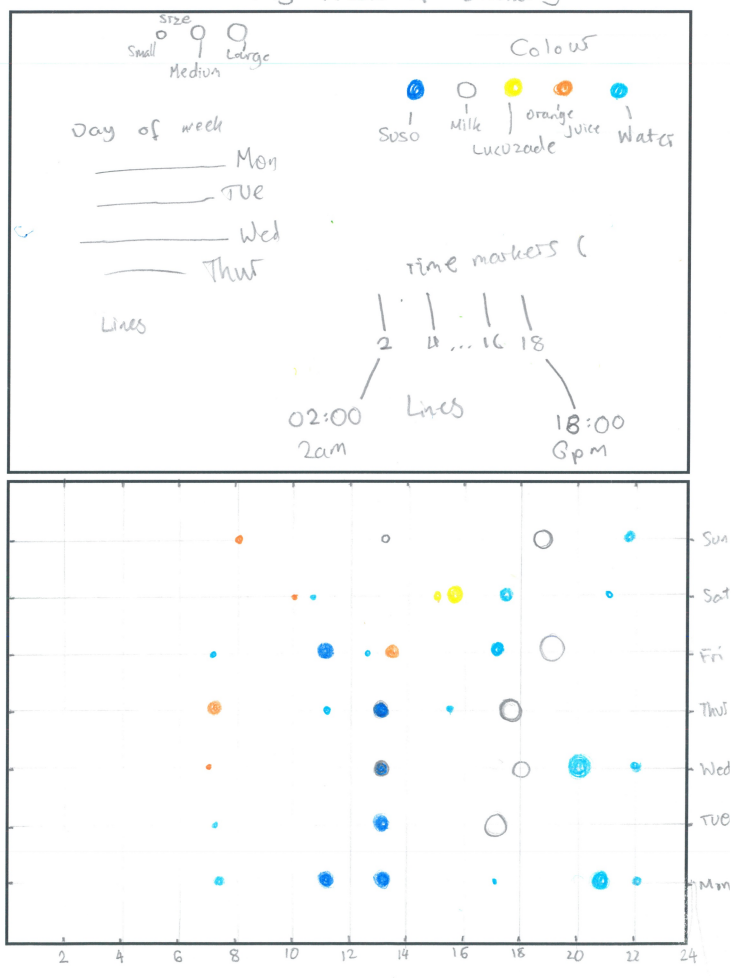 Size
Small
Medium
Large
Colour
Suso
Milk
Lucuzade
orange
Juice
Water
Day of week
Mon
TUE
Wed
Thur
Lines
Time markers (
2 4 ... 16 18
02:00
2am
Lines
18:00
6pm
Sun
Sat
Fri
Thur
Wed
TUE
Mon
2 4 6 8 10 12 14 16 18 20 22 24